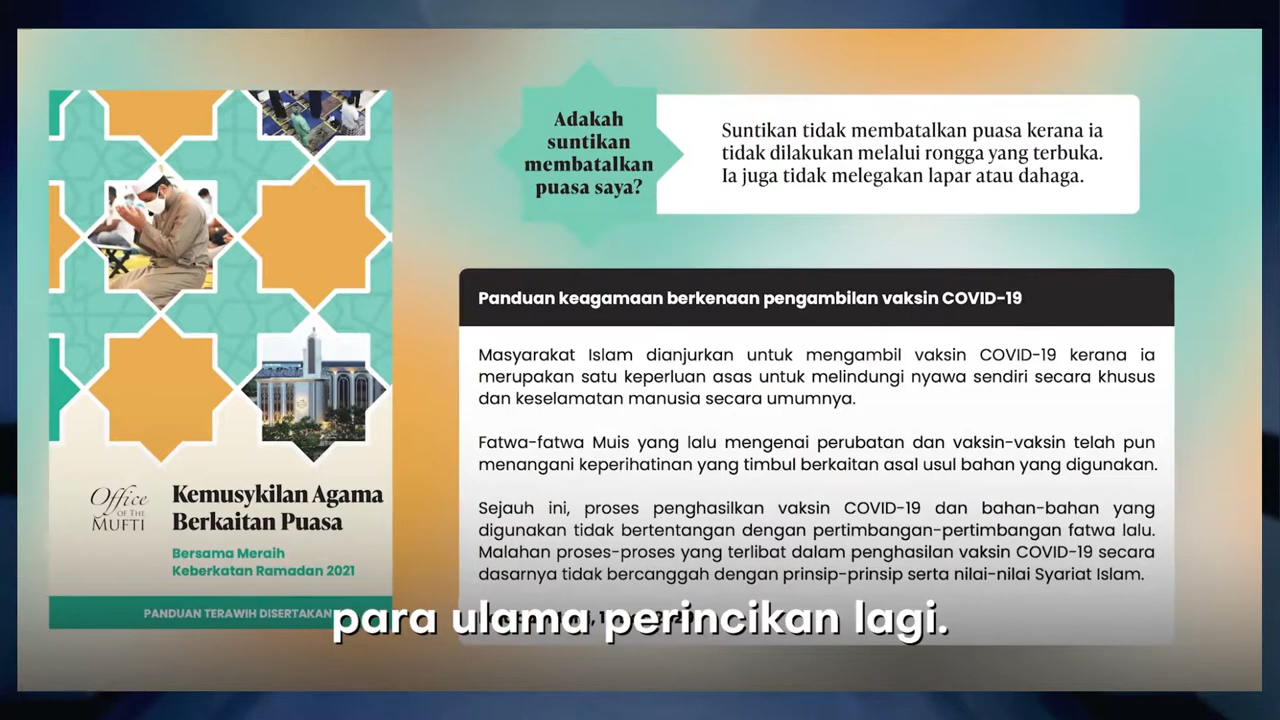 Adakah
suntikan
membatalkan
puasa saya?
Suntikan tidak membatalkan puasa kerana ia
tidak dilakukan melalui rongga yang terbuka.
Ia juga tidak melegakan lapar atau dahaga.
Panduan keagamaan berkenaan pengambilan vaksin COVID-19
Masyarakat Islam dianjurkan untuk mengambil vaksin COVID-19 kerana ia
merupakan satu keperluan asas untuk melindungi nyawa sendiri secara khusus
dan keselamatan manusia secara umumnya.
Fatwa-fatwa Muis yang lalu mengenai perubatan dan vaksin-vaksin telah pun
menangani keperihatinan yang timbul berkaitan asal usul bahan yang digunakan.
Sejauh ini, proses penghasilkan vaksin COVID-19 dan bahan-bahan yang
digunakan tidak bertentangan dengan pertimbangan-pertimbangan fatwa lalu.
Malahan proses-proses yang terlibat dalam penghasilan vaksin COVID-19 secara
dasarnya tidak bercanggah dengan prinsip-prinsip serta nilai-nilai Syariat Islam.
Office
OF THE
MUFTI
Kemusykilan Agama
Berkaitan Puasa
Bersama Meraih
Keberkatan Ramadan 2021
PANDUAN TERAWIH DISERTAKAN
para ulama perincikan lagi.